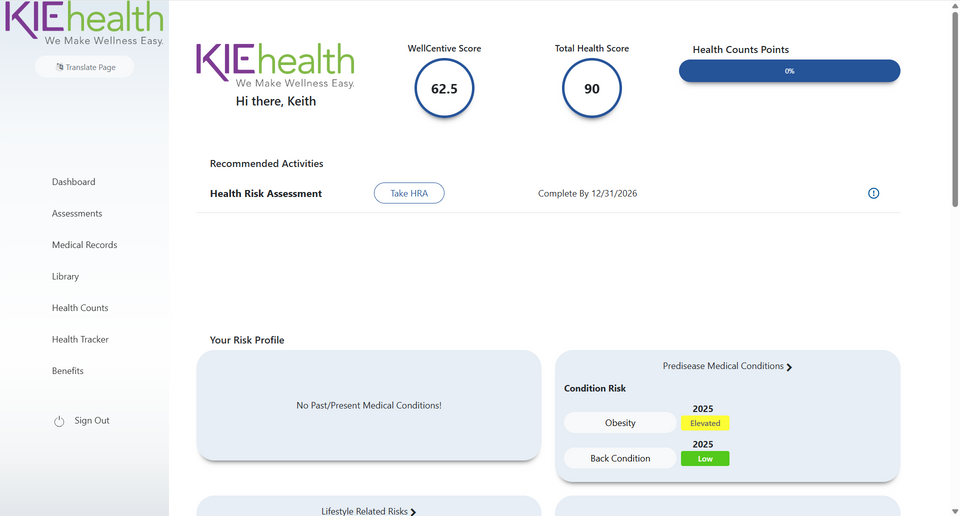 KIEhealth
We Make Wellness Easy.
Translate Page
Dashboard
Assessments
Medical Records
Library
Health Counts
Health Tracker
Benefits
Sign Out
KIEhealth
We Make Wellness Easy.
Hi there, Keith
WellCentive Score
62.5
Total Health Score
90
Health Counts Points
0%
Recommended Activities
Health Risk Assessment
Take HRA
Complete By 12/31/2026
Your Risk Profile
No Past/Present Medical Conditions!
Predisease Medical Conditions
Condition Risk
2025
Obesity
Elevated
2025
Back Condition
Low
Lifestyle Related Risks